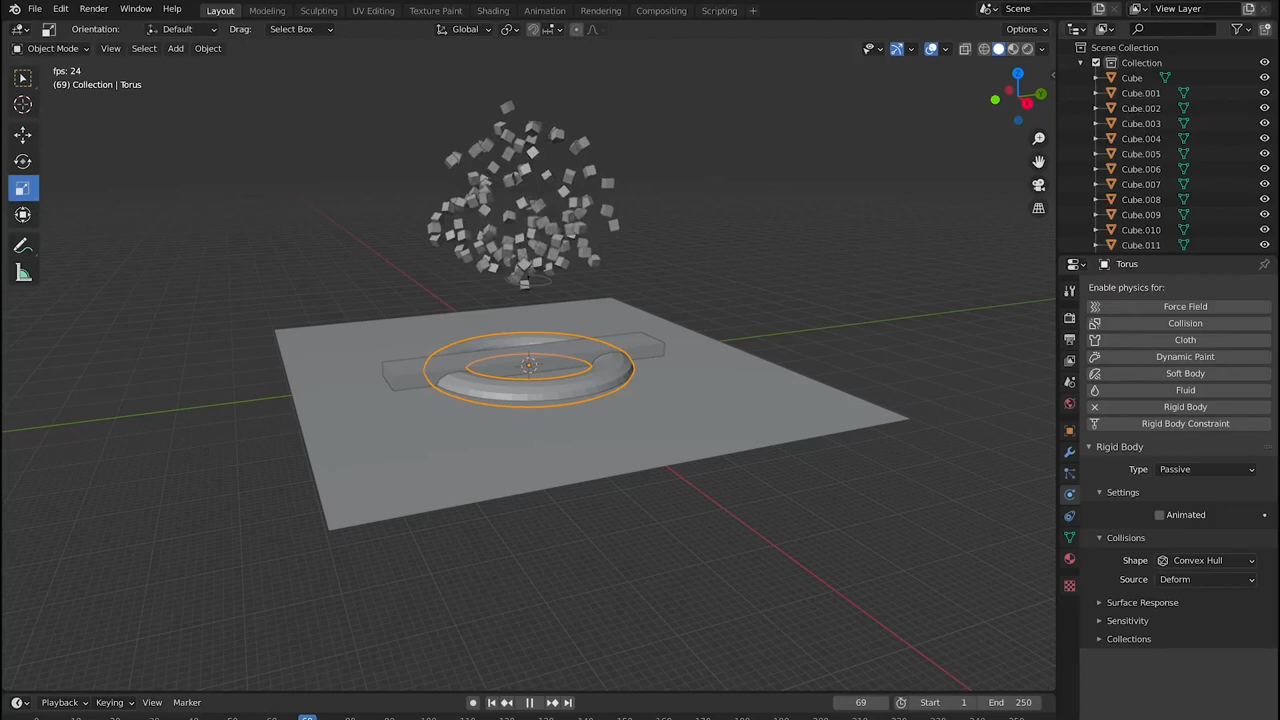 File Edit Render Window Help Layout Modeling Sculpting UV Editing Texture Paint Shading Animation Rendering Compositing Scripting + Scene View Layer
Orientation: Default Drag: Select Box Global Options
Object Mode View Select Add Object
fps: 24
(69) Collection | Torus
Z
Y
X
Scene Collection
Collection
Cube
Cube.001
Cube.002
Cube.003
Cube.004
Cube.005
Cube.006
Cube.007
Cube.008
Cube.009
Cube.010
Cube.011
Torus
Enable physics for:
Force Field
Collision
Cloth
Dynamic Paint
Soft Body
Fluid
Rigid Body
Rigid Body Constraint
Rigid Body
Type Passive
Settings
Animated
Collisions
Shape Convex Hull
Source Deform
Surface Response
Sensitivity
Collections
Playback Keying View Marker 69 Start 1 End 250